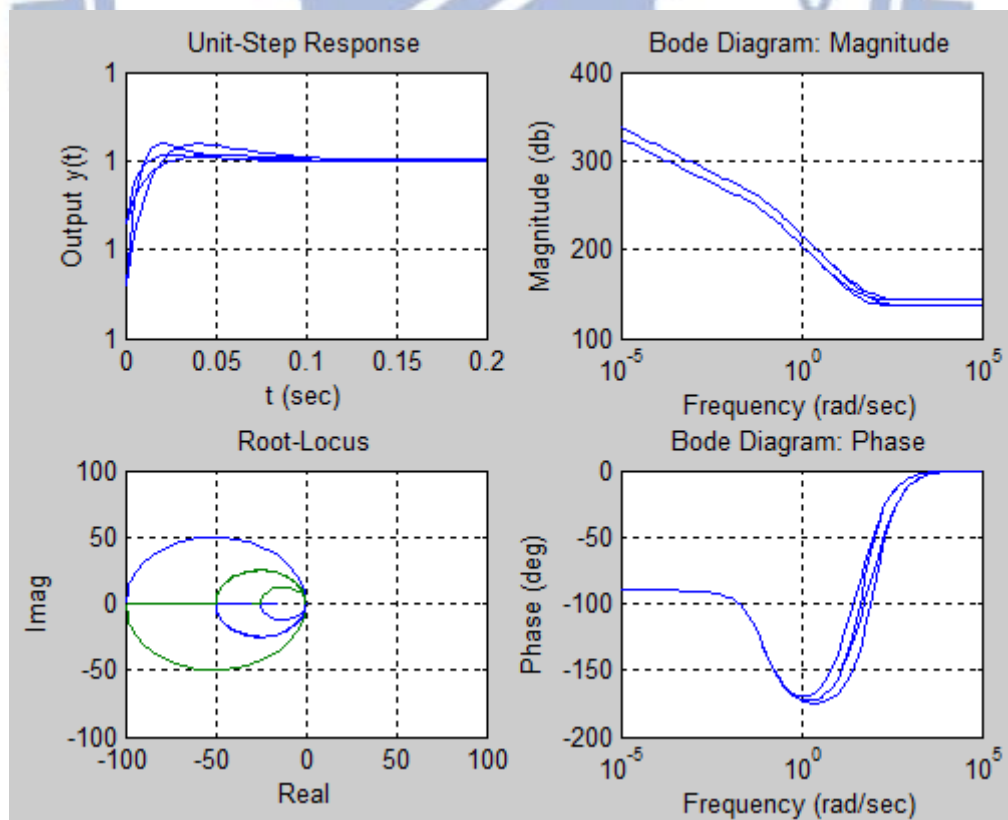 Unit-Step Response
1
1
1
1
Output y(t)
0 0.05 0.1 0.15 0.2
t (sec)
Bode Diagram: Magnitude
400
300
200
100
Magnitude (db)
10^-5 10^0 10^5
Frequency (rad/sec)
Root-Locus
100
50
0
-50
-100
Imag
-100 -50 0 50 100
Real
Bode Diagram: Phase
0
-50
-100
-150
-200
Phase (deg)
10^-5 10^0 10^5
Frequency (rad/sec)